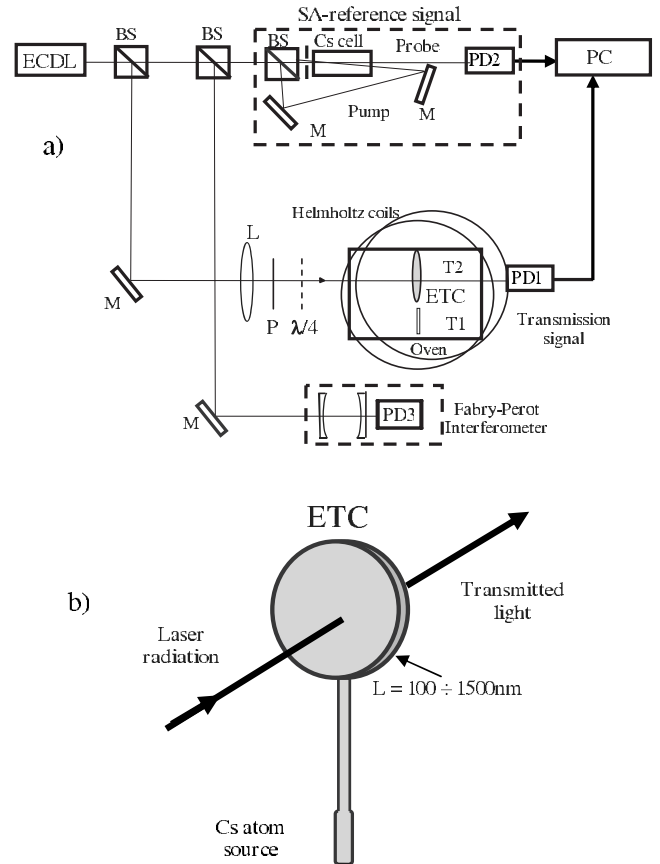 SA-reference signal
BS
BS
BS
Cs cell
Probe
ECDL
PD2
PC
Pump
M
M
a)
Helmholtz coils
L
T2
ETC
PD1
M
P
λ/4
T1
Oven
Transmission
signal
M
PD3
Fabry-Perot
Interferometer
ETC
b)
Transmitted
light
Laser
radiation
L = 100 ÷ 1500nm
Cs atom
source